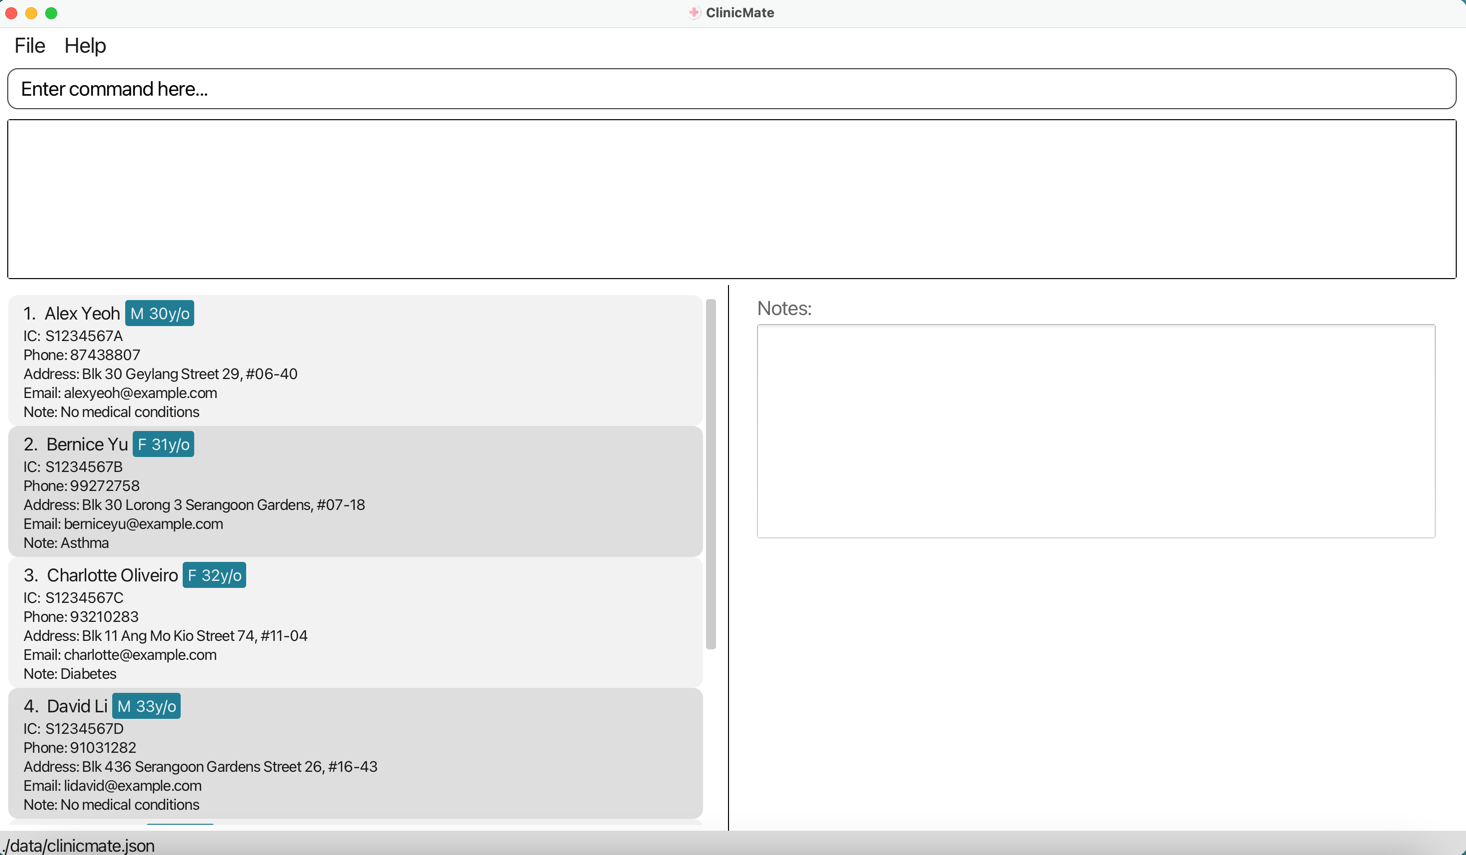 ClinicMate
File Help
Enter command here...
1. Alex Yeoh M 30y/o
IC: S1234567A
Phone: 87438807
Address: Blk 30 Geylang Street 29, #06-40
Email: alexyeoh@example.com
Note: No medical conditions
2. Bernice Yu F 31y/o
IC: S1234567B
Phone: 99272758
Address: Blk 30 Lorong 3 Serangoon Gardens, #07-18
Email: berniceyu@example.com
Note: Asthma
3. Charlotte Oliveiro F 32y/o
IC: S1234567C
Phone: 93210283
Address: Blk 11 Ang Mo Kio Street 74, #11-04
Email: charlotte@example.com
Note: Diabetes
4. David Li M 33y/o
IC: S1234567D
Phone: 91031282
Address: Blk 436 Serangoon Gardens Street 26, #16-43
Email: lidavid@example.com
Note: No medical conditions
Notes:
./data/clinicmate.json